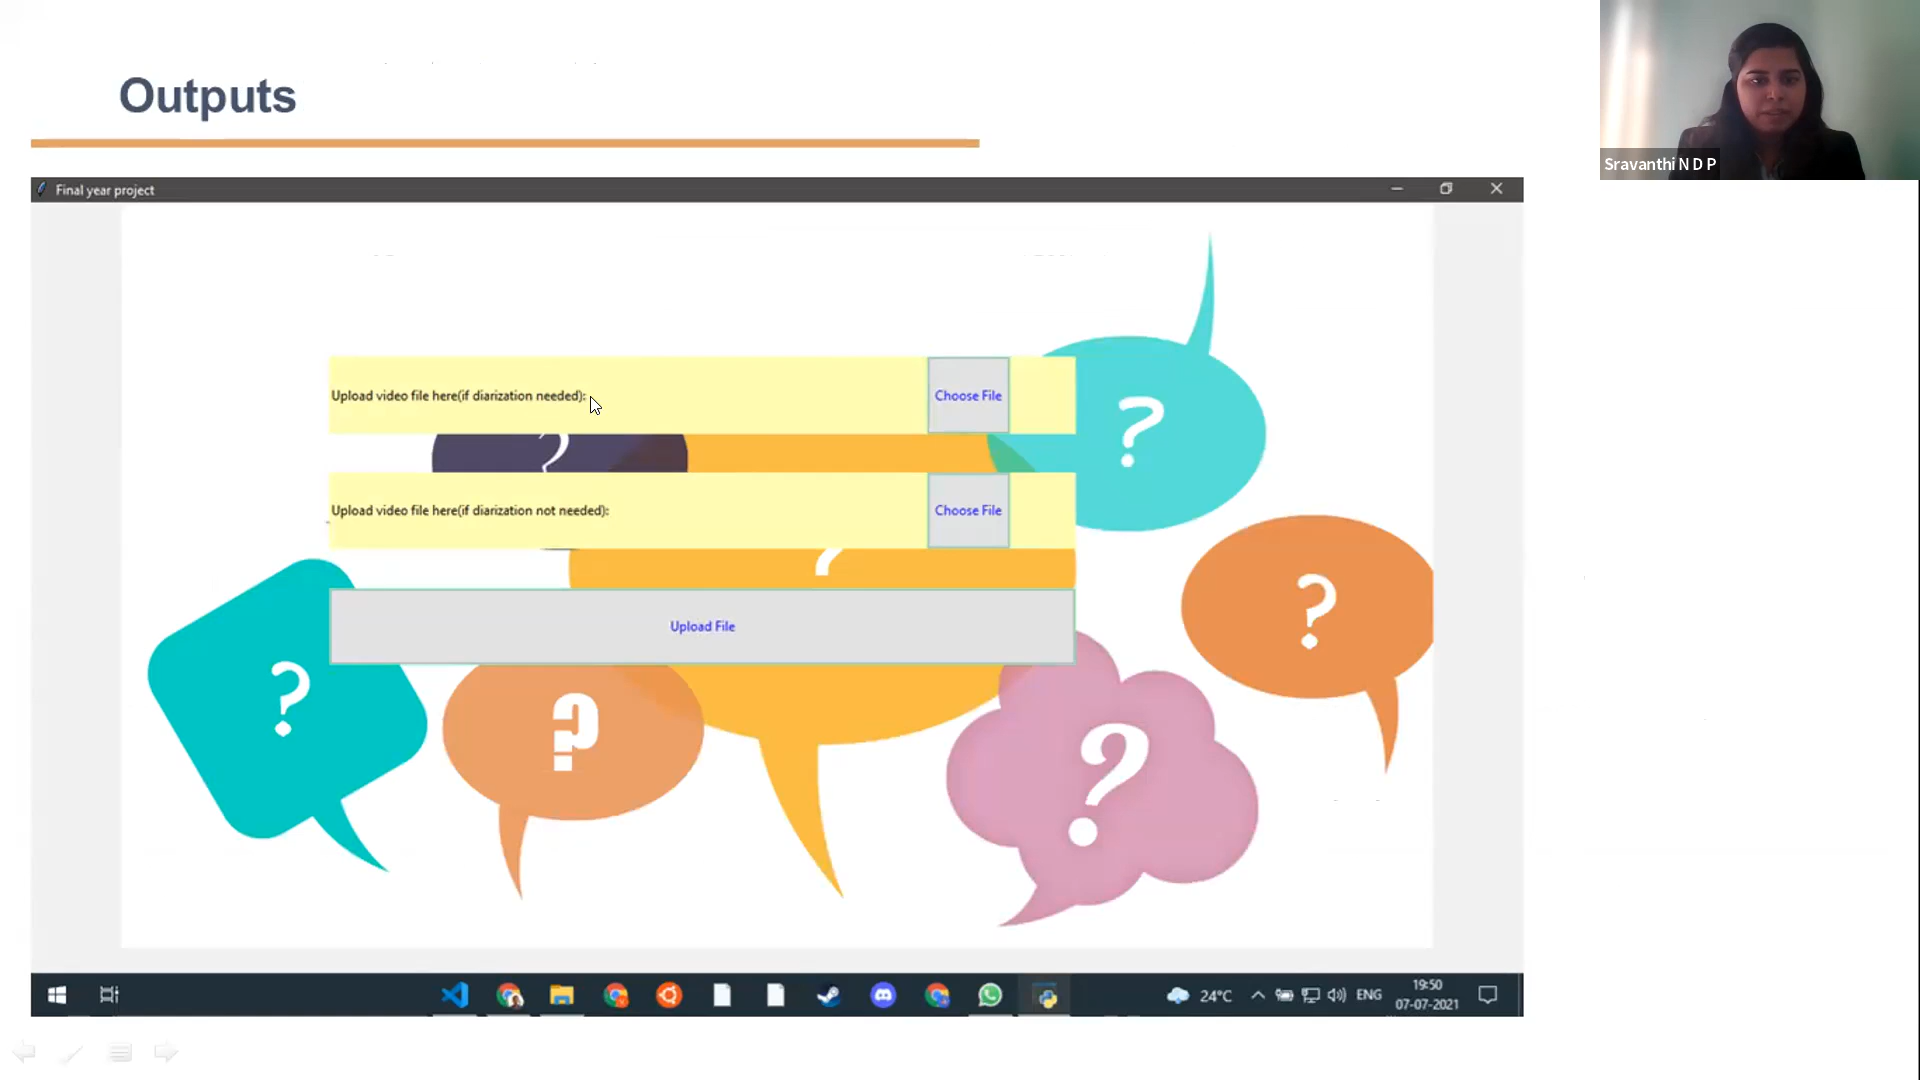 Outputs
Sravanthi N D P
Final year project
Upload video file here(if diarization needed):
Choose File
?
?
Upload video file here(if diarization not needed):
Choose File
?
?
Upload File
?
?
?
24°C
ENG
19:50
07-07-2021